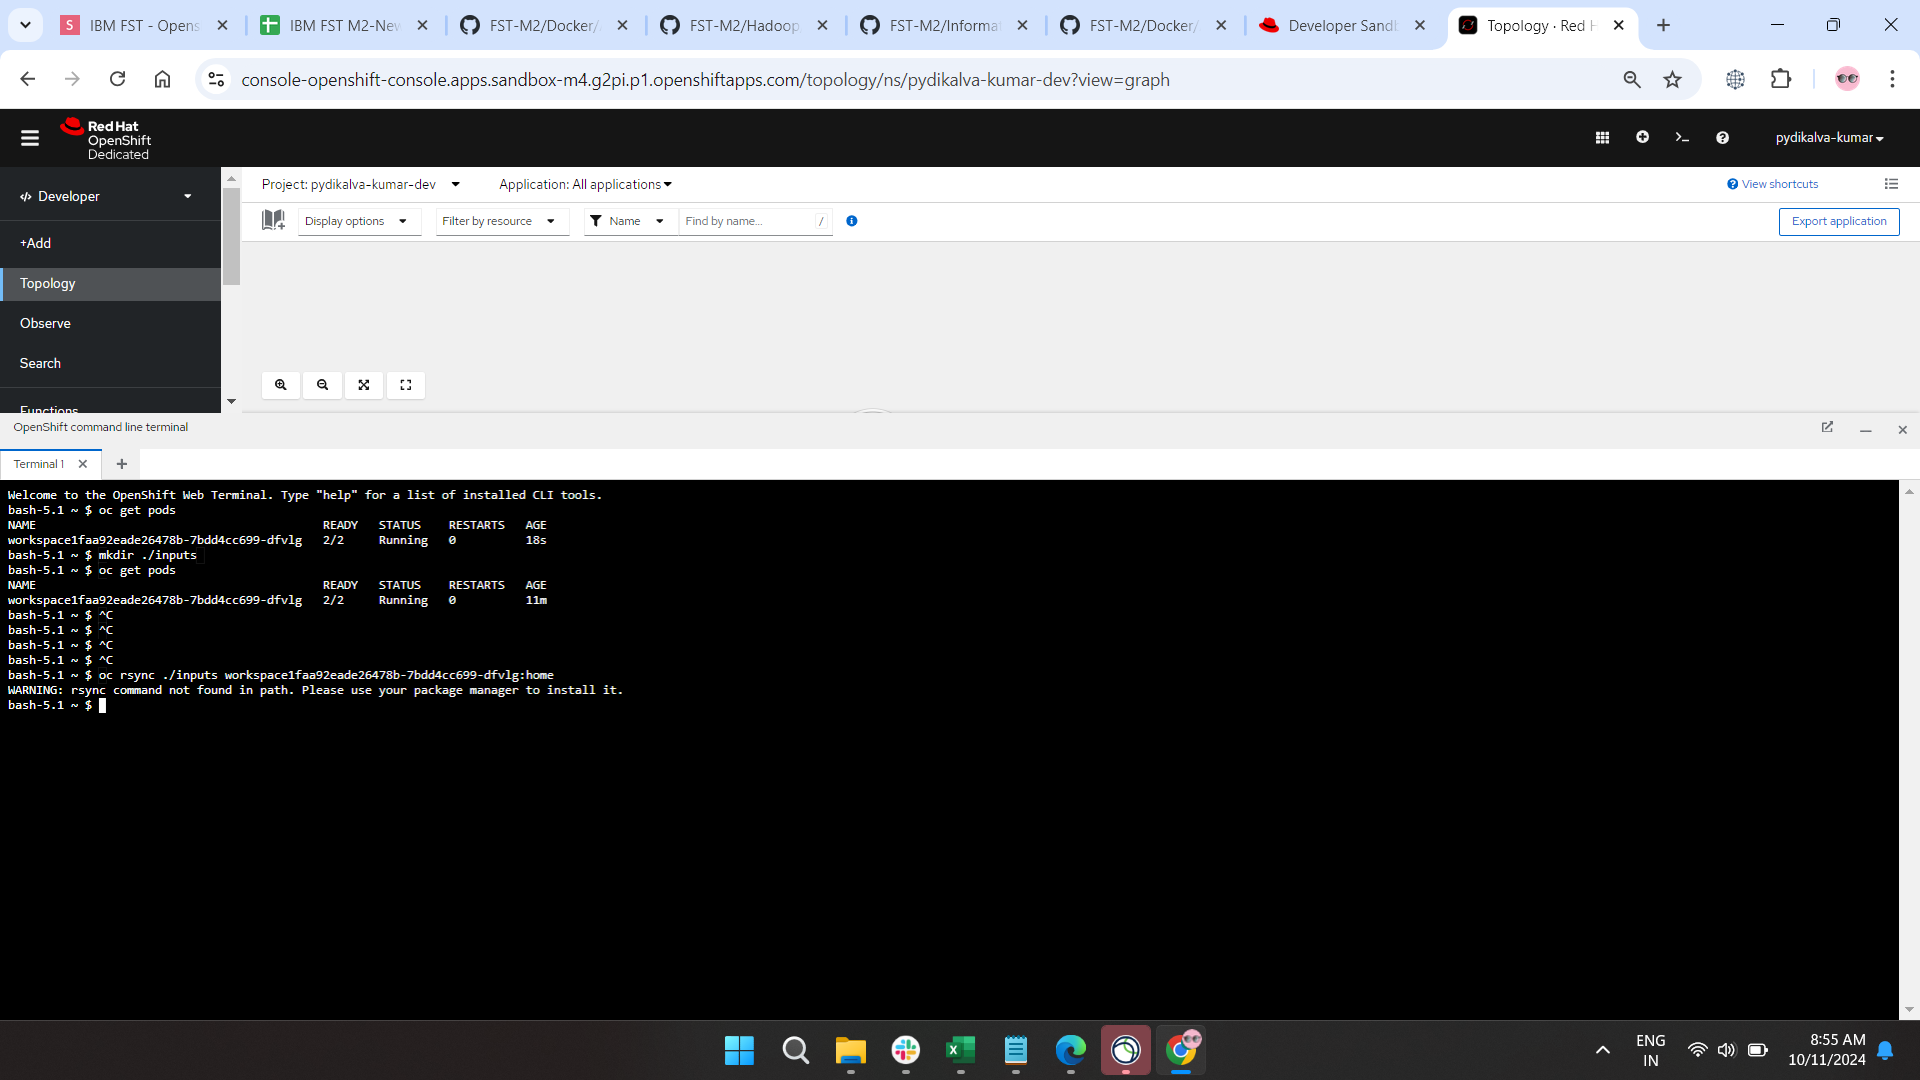 IBM FST - Opens
IBM FST M2-New
FST-M2/Docker/
FST-M2/Hadoop
FST-M2/Informat
FST-M2/Docker/
Developer Sandb
Topology · Red H
console-openshift-console.apps.sandbox-m4.g2pi.p1.openshiftapps.com/topology/ns/pydikalva-kumar-dev?view=graph
Red Hat
OpenShift
Dedicated
pydikalva-kumar
Developer
+Add
Topology
Observe
Search
Functions
Project: pydikalva-kumar-dev
Application: All applications
View shortcuts
Display options
Filter by resource
Name
Find by name...
/
Export application
OpenShift command line terminal
Terminal 1
Welcome to the OpenShift Web Terminal. Type "help" for a list of installed CLI tools.
bash-5.1 ~ $ oc get pods
NAME READY STATUS RESTARTS AGE
workspace1faa92eade26478b-7bdd4cc699-dfvlg 2/2 Running 0 18s
bash-5.1 ~ $ mkdir ./inputs
bash-5.1 ~ $ oc get pods
NAME READY STATUS RESTARTS AGE
workspace1faa92eade26478b-7bdd4cc699-dfvlg 2/2 Running 0 11m
bash-5.1 ~ $ ^C
bash-5.1 ~ $ ^C
bash-5.1 ~ $ ^C
bash-5.1 ~ $ ^C
bash-5.1 ~ $ oc rsync ./inputs workspace1faa92eade26478b-7bdd4cc699-dfvlg:home
WARNING: rsync command not found in path. Please use your package manager to install it.
bash-5.1 ~ $
ENG
IN
8:55 AM
10/11/2024